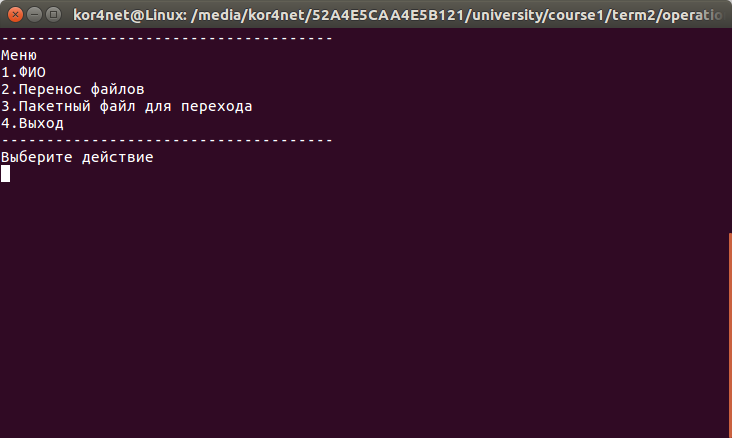 kor4net@Linux: /media/kor4net/52A4E5CAA4E5B121/university/course1/term2/operatio
-------------------------------------
Меню
1.ФИО
2.Перенос файлов
3.Пакетный файл для перехода
4.Выход
-------------------------------------
Выберите действие